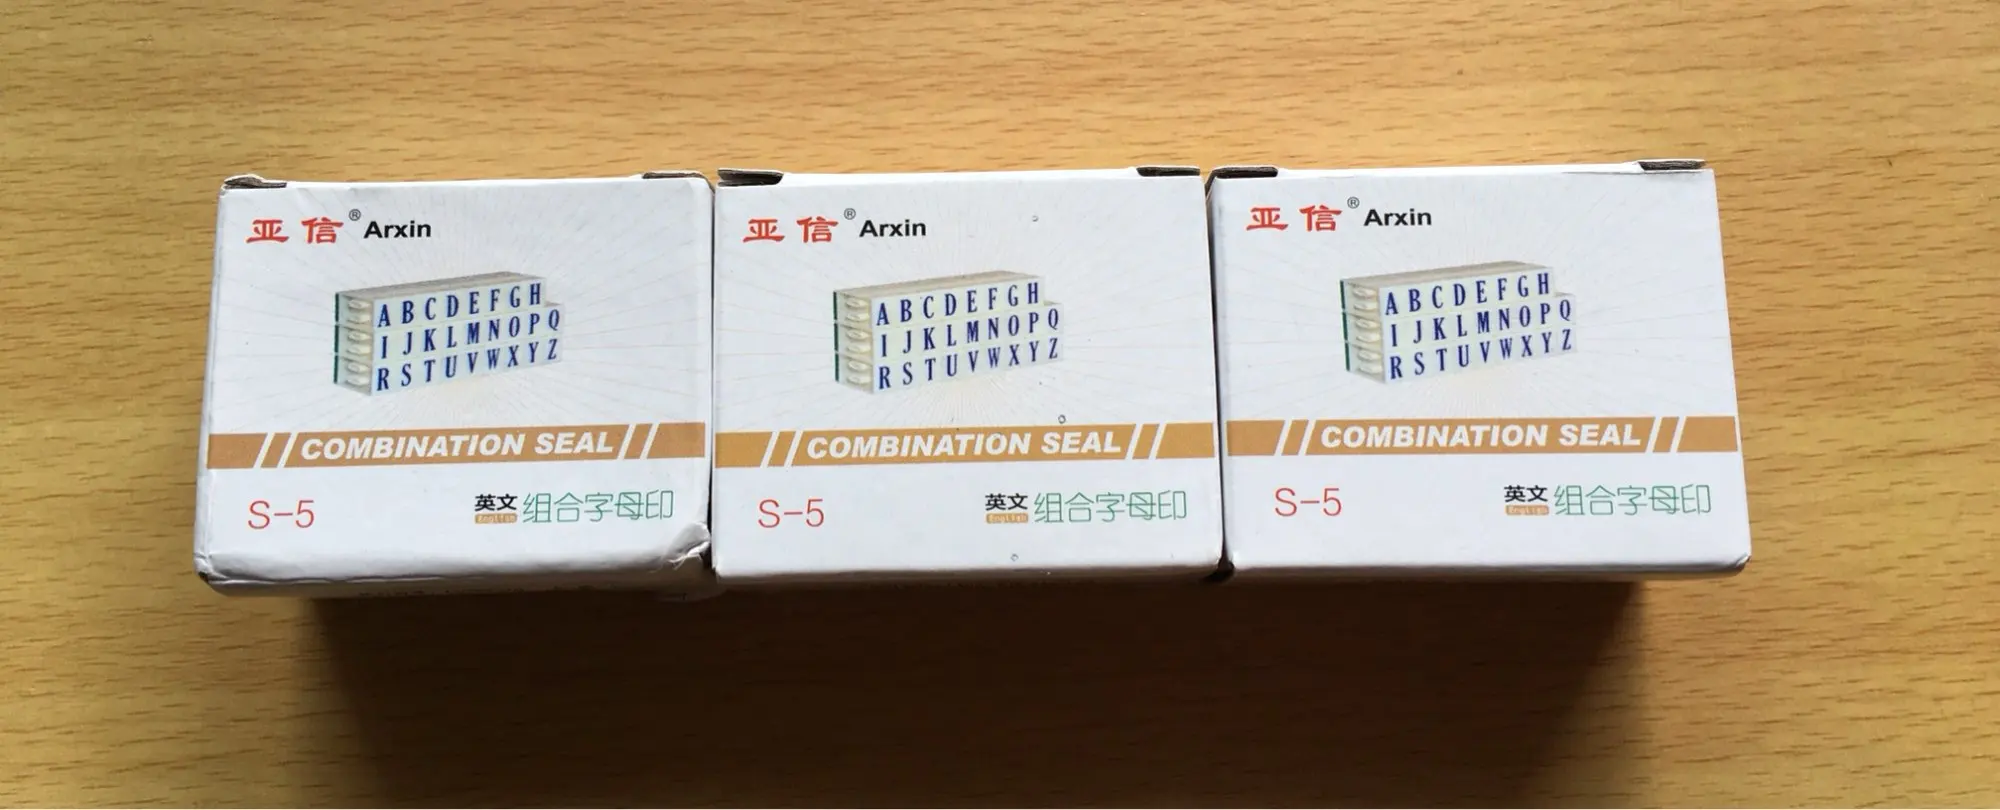 亚信® Arxin
ABCDEFGH
IJKLMNOPQ
RSTUVWXYZ
COMBINATION SEAL
S-5
英文 组合字母印
English
亚信® Arxin
ABCDEFGH
IJKLMNOPQ
RSTUVWXYZ
COMBINATION SEAL
S-5
英文 组合字母印
English
亚信® Arxin
ABCDEFGH
IJKLMNOPQ
RSTUVWXYZ
COMBINATION SEAL
S-5
英文 组合字母印
English